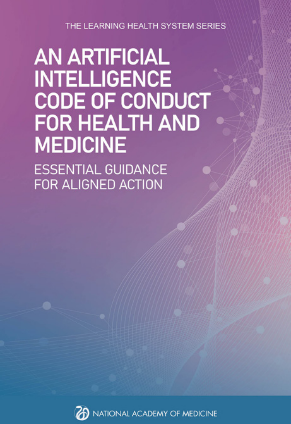 THE LEARNING HEALTH SYSTEM SERIES
AN ARTIFICIAL
INTELLIGENCE
CODE OF CONDUCT
FOR HEALTH AND
MEDICINE
ESSENTIAL GUIDANCE
FOR ALIGNED ACTION
NATIONAL ACADEMY OF MEDICINE